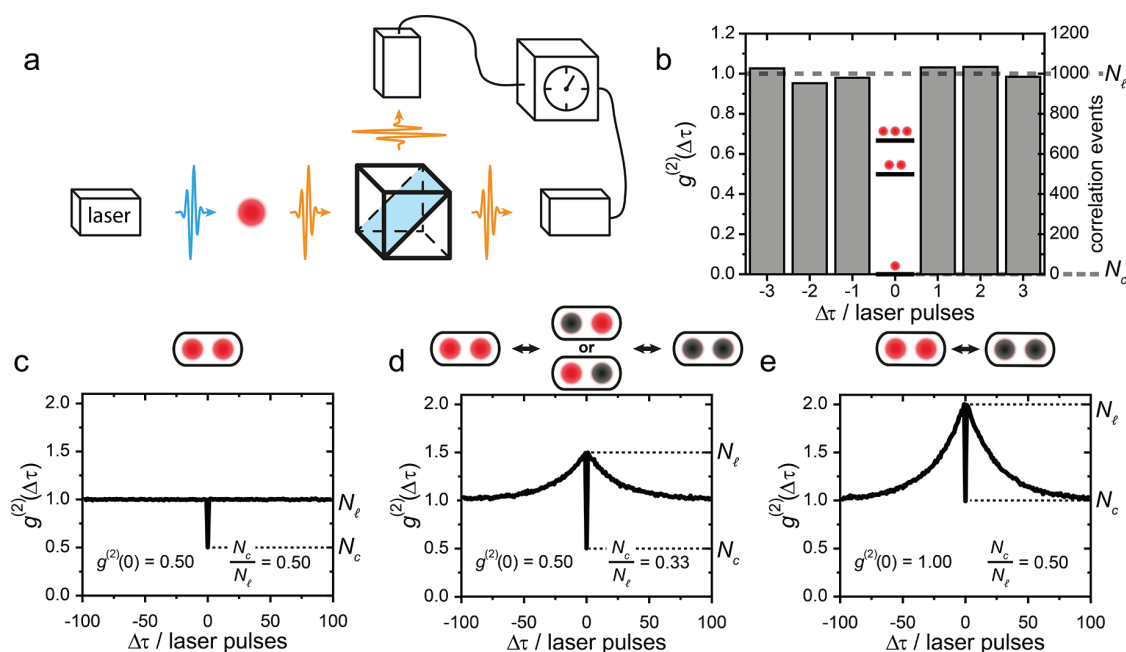 a
laser
b
1.2
1.0
0.8
0.6
0.4
0.2
0.0
g(2)(Δτ)
-3 -2 -1 0 1 2 3
Δτ / laser pulses
1200
1000
800
600
400
200
0
correlation events
Nℓ
Nc
c
2.0
1.5
1.0
0.5
0.0
g(2)(Δτ)
Nℓ
Nc
g(2)(0) = 0.50
Nc
Nℓ = 0.50
-100 -50 0 50 100
Δτ / laser pulses
d
or
2.0
1.5
1.0
0.5
0.0
g(2)(Δτ)
Nℓ
Nc
g(2)(0) = 0.50
Nc
Nℓ = 0.33
-100 -50 0 50 100
Δτ / laser pulses
e
2.0
1.5
1.0
0.5
0.0
g(2)(Δτ)
Nℓ
Nc
g(2)(0) = 1.00
Nc
Nℓ = 0.50
-100 -50 0 50 100
Δτ / laser pulses